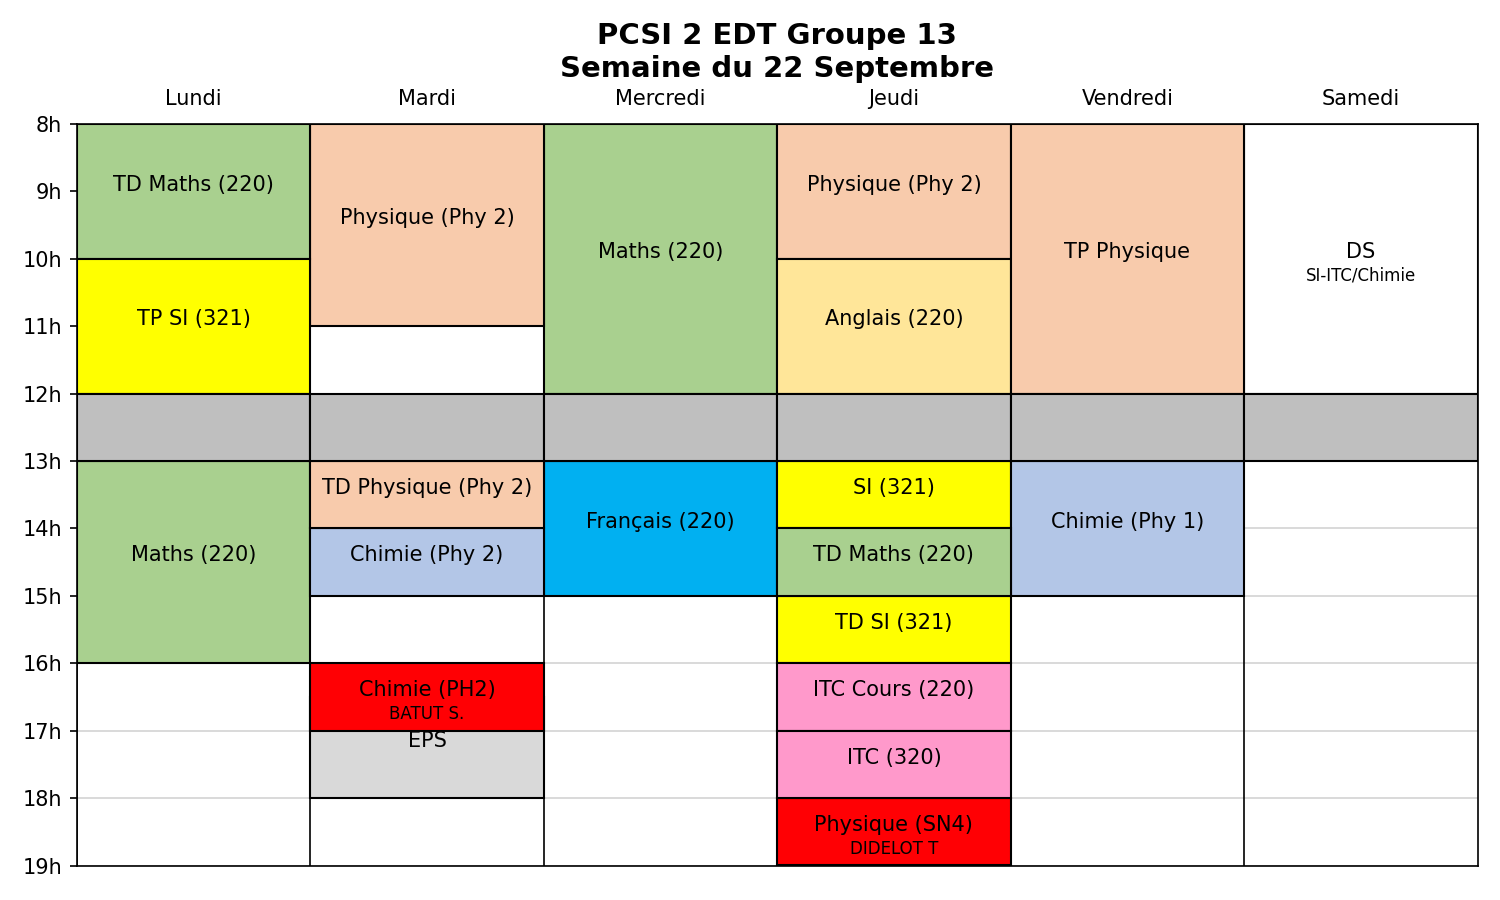 PCSI 2 EDT Groupe 13
Semaine du 22 Septembre
Lundi Mardi Mercredi Jeudi Vendredi Samedi
8h
TD Maths (220) Physique (Phy 2)
9h
Physique (Phy 2)
Maths (220) TP Physique DS
10h
SI-ITC/Chimie
TP SI (321) Anglais (220)
11h
12h
13h
TD Physique (Phy 2) SI (321)
Français (220) Chimie (Phy 1)
14h
Maths (220) Chimie (Phy 2) TD Maths (220)
15h
TD SI (321)
16h
Chimie (PH2) ITC Cours (220)
BATUT S.
17h
EPS
ITC (320)
18h
Physique (SN4)
DIDELOT T
19h